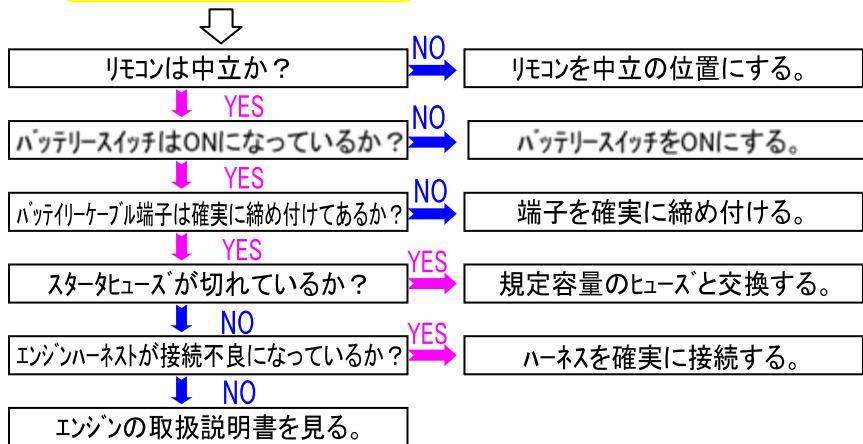 リモコンは中立か？ NO リモコンを中立の位置にする。
YES
バッテリースイッチはONになっているか？ NO バッテリースイッチをONにする。
YES
バッテイリーケーブル端子は確実に締め付けてあるか？ NO 端子を確実に締め付ける。
YES
スタータヒューズが切れているか？ YES 規定容量のヒューズと交換する。
NO
エンジンハーネストが接続不良になっているか？ YES ハーネスを確実に接続する。
NO
エンジンの取扱説明書を見る。